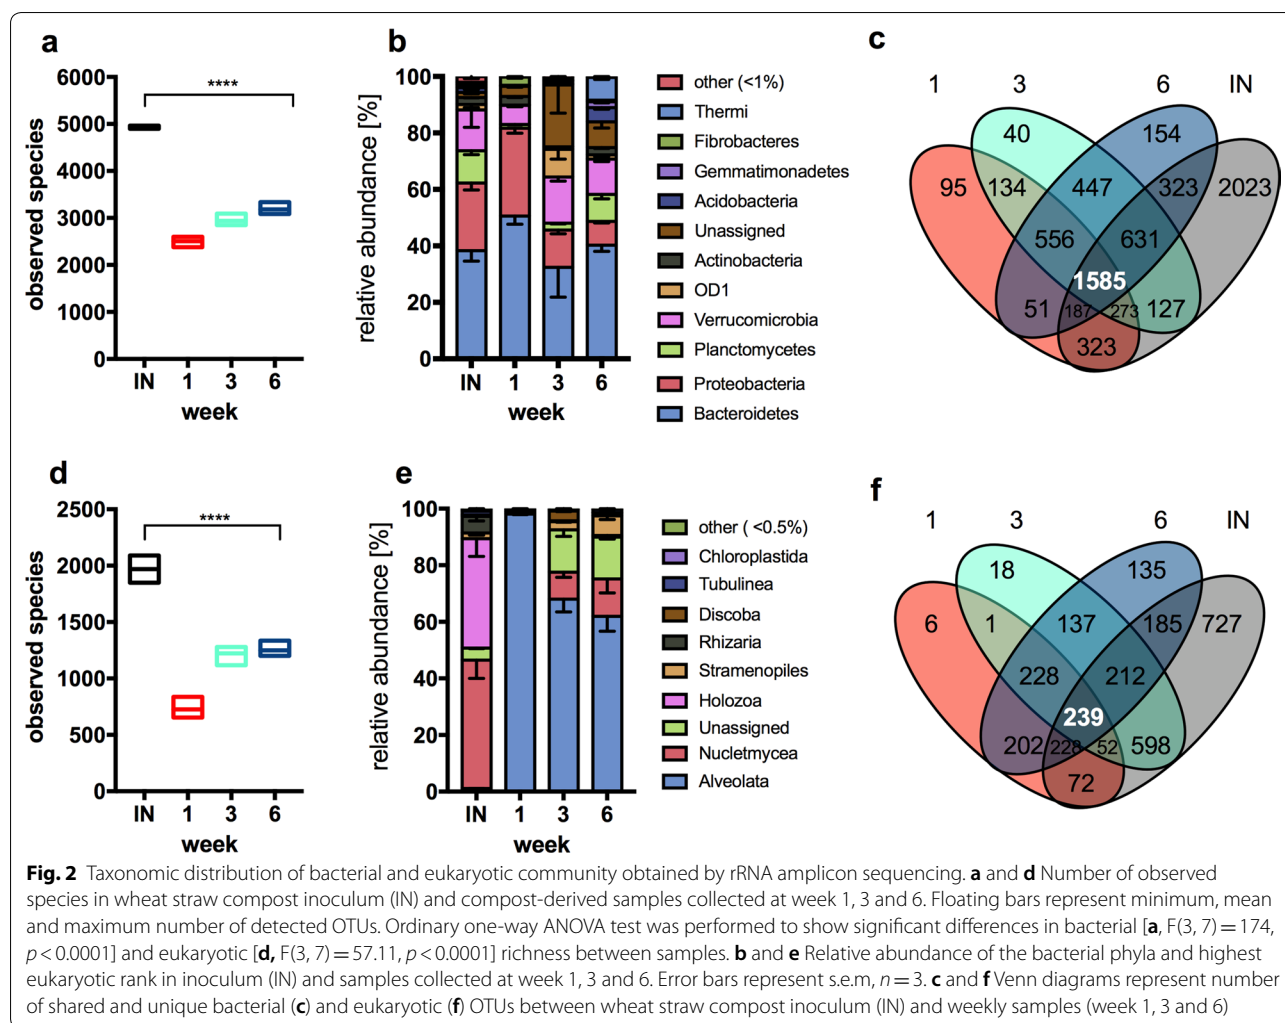 a
6000
5000
4000
3000
2000
1000
0
observed species
****
IN 1 3 6
week
b
100
80
60
40
20
0
relative abundance [%]
IN 1 3 6
week
other (<1%)
Thermi
Fibrobacteres
Gemmatimonadetes
Acidobacteria
Unassigned
Actinobacteria
OD1
Verrucomicrobia
Planctomycetes
Proteobacteria
Bacteroidetes
c
1 3 6 IN
40 154
95 134 447 323 2023
556 631
1585
51 187 273 127
323
d
2500
2000
1500
1000
500
0
observed species
****
IN 1 3 6
week
e
100
80
60
40
20
0
relative abundance [%]
IN 1 3 6
week
other ( <0.5%)
Chloroplastida
Tubulinea
Discoba
Rhizaria
Stramenopiles
Holozoa
Unassigned
Nucletmycea
Alveolata
f
1 3 6 IN
18 135
6 1 137 185 727
228 212
239
202 228 52 598
72
Fig. 2 Taxonomic distribution of bacterial and eukaryotic community obtained by rRNA amplicon sequencing. a and d Number of observed
species in wheat straw compost inoculum (IN) and compost-derived samples collected at week 1, 3 and 6. Floating bars represent minimum, mean
and maximum number of detected OTUs. Ordinary one-way ANOVA test was performed to show significant differences in bacterial [a, F(3, 7) = 174,
p < 0.0001] and eukaryotic [d, F(3, 7) = 57.11, p < 0.0001] richness between samples. b and e Relative abundance of the bacterial phyla and highest
eukaryotic rank in inoculum (IN) and samples collected at week 1, 3 and 6. Error bars represent s.e.m, n = 3. c and f Venn diagrams represent number
of shared and unique bacterial (c) and eukaryotic (f) OTUs between wheat straw compost inoculum (IN) and weekly samples (week 1, 3 and 6)